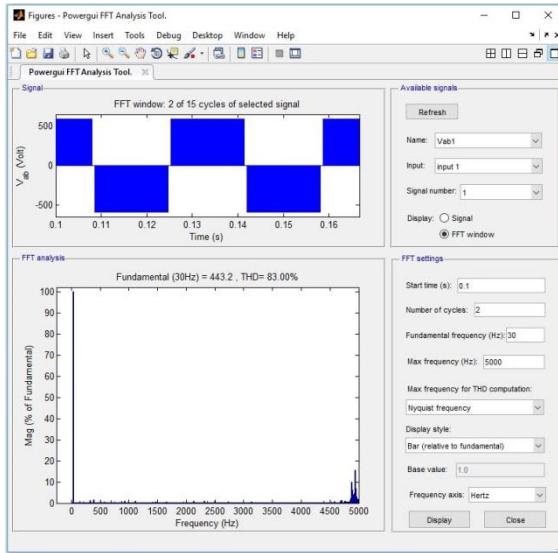 Figures - Powergui FFT Analysis Tool.
File Edit View Insert Tools Debug Desktop Window Help
Powergui FFT Analysis Tool.
Signal
FFT window: 2 of 15 cycles of selected signal
500
0
-500
Vab (Volt)
0.1 0.11 0.12 0.13 0.14 0.15 0.16
Time (s)
FFT analysis
Fundamental (30Hz) = 443.2 , THD= 83.00%
100
90
80
70
60
50
40
30
20
10
0
Mag (% of Fundamental)
0 500 1000 1500 2000 2500 3000 3500 4000 4500 5000
Frequency (Hz)
Available signals
Refresh
Name: Vab1
Input: input 1
Signal number: 1
Display: Signal
FFT window
FFT settings
Start time (s): 0.1
Number of cycles: 2
Fundamental frequency (Hz): 30
Max frequency (Hz): 5000
Max frequency for THD computation:
Nyquist frequency
Display style:
Bar (relative to fundamental)
Base value: 1.0
Frequency axis: Hertz
Display Close